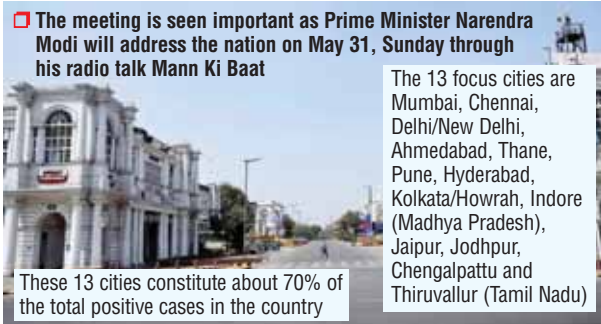 The meeting is seen important as Prime Minister Narendra
Modi will address the nation on May 31, Sunday through
his radio talk Mann Ki Baat
The 13 focus cities are
Mumbai, Chennai,
Delhi/New Delhi,
Ahmedabad, Thane,
Pune, Hyderabad,
Kolkata/Howrah, Indore
(Madhya Pradesh),
Jaipur, Jodhpur,
Chengalpattu and
Thiruvallur (Tamil Nadu)
These 13 cities constitute about 70% of
the total positive cases in the country